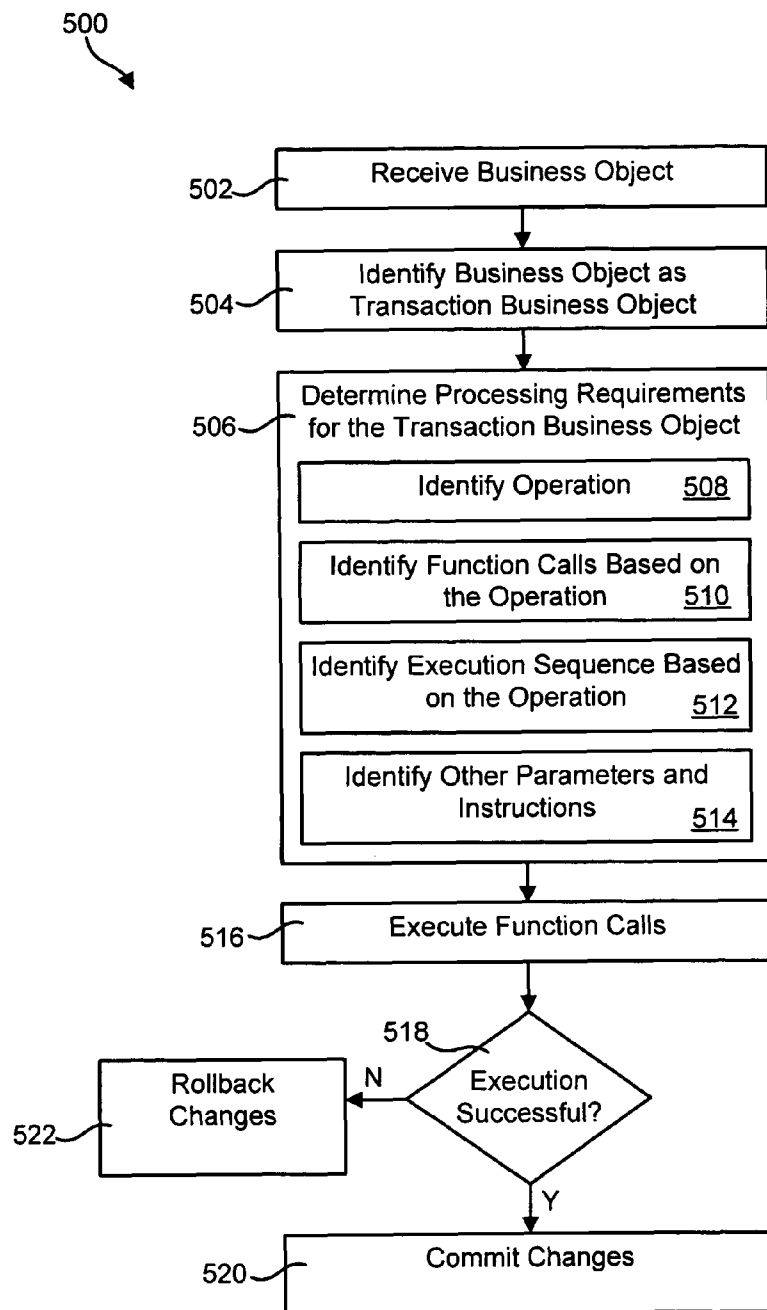 500
502
Receive Business Object
504
Identify Business Object as
Transaction Business Object
506
Determine Processing Requirements
for the Transaction Business Object
Identify Operation 508
Identify Function Calls Based on
the Operation 510
Identify Execution Sequence Based
on the Operation 512
Identify Other Parameters and
Instructions 514
516
Execute Function Calls
518
Execution
Successful?
N
Rollback
Changes
522
Y
Commit Changes
520